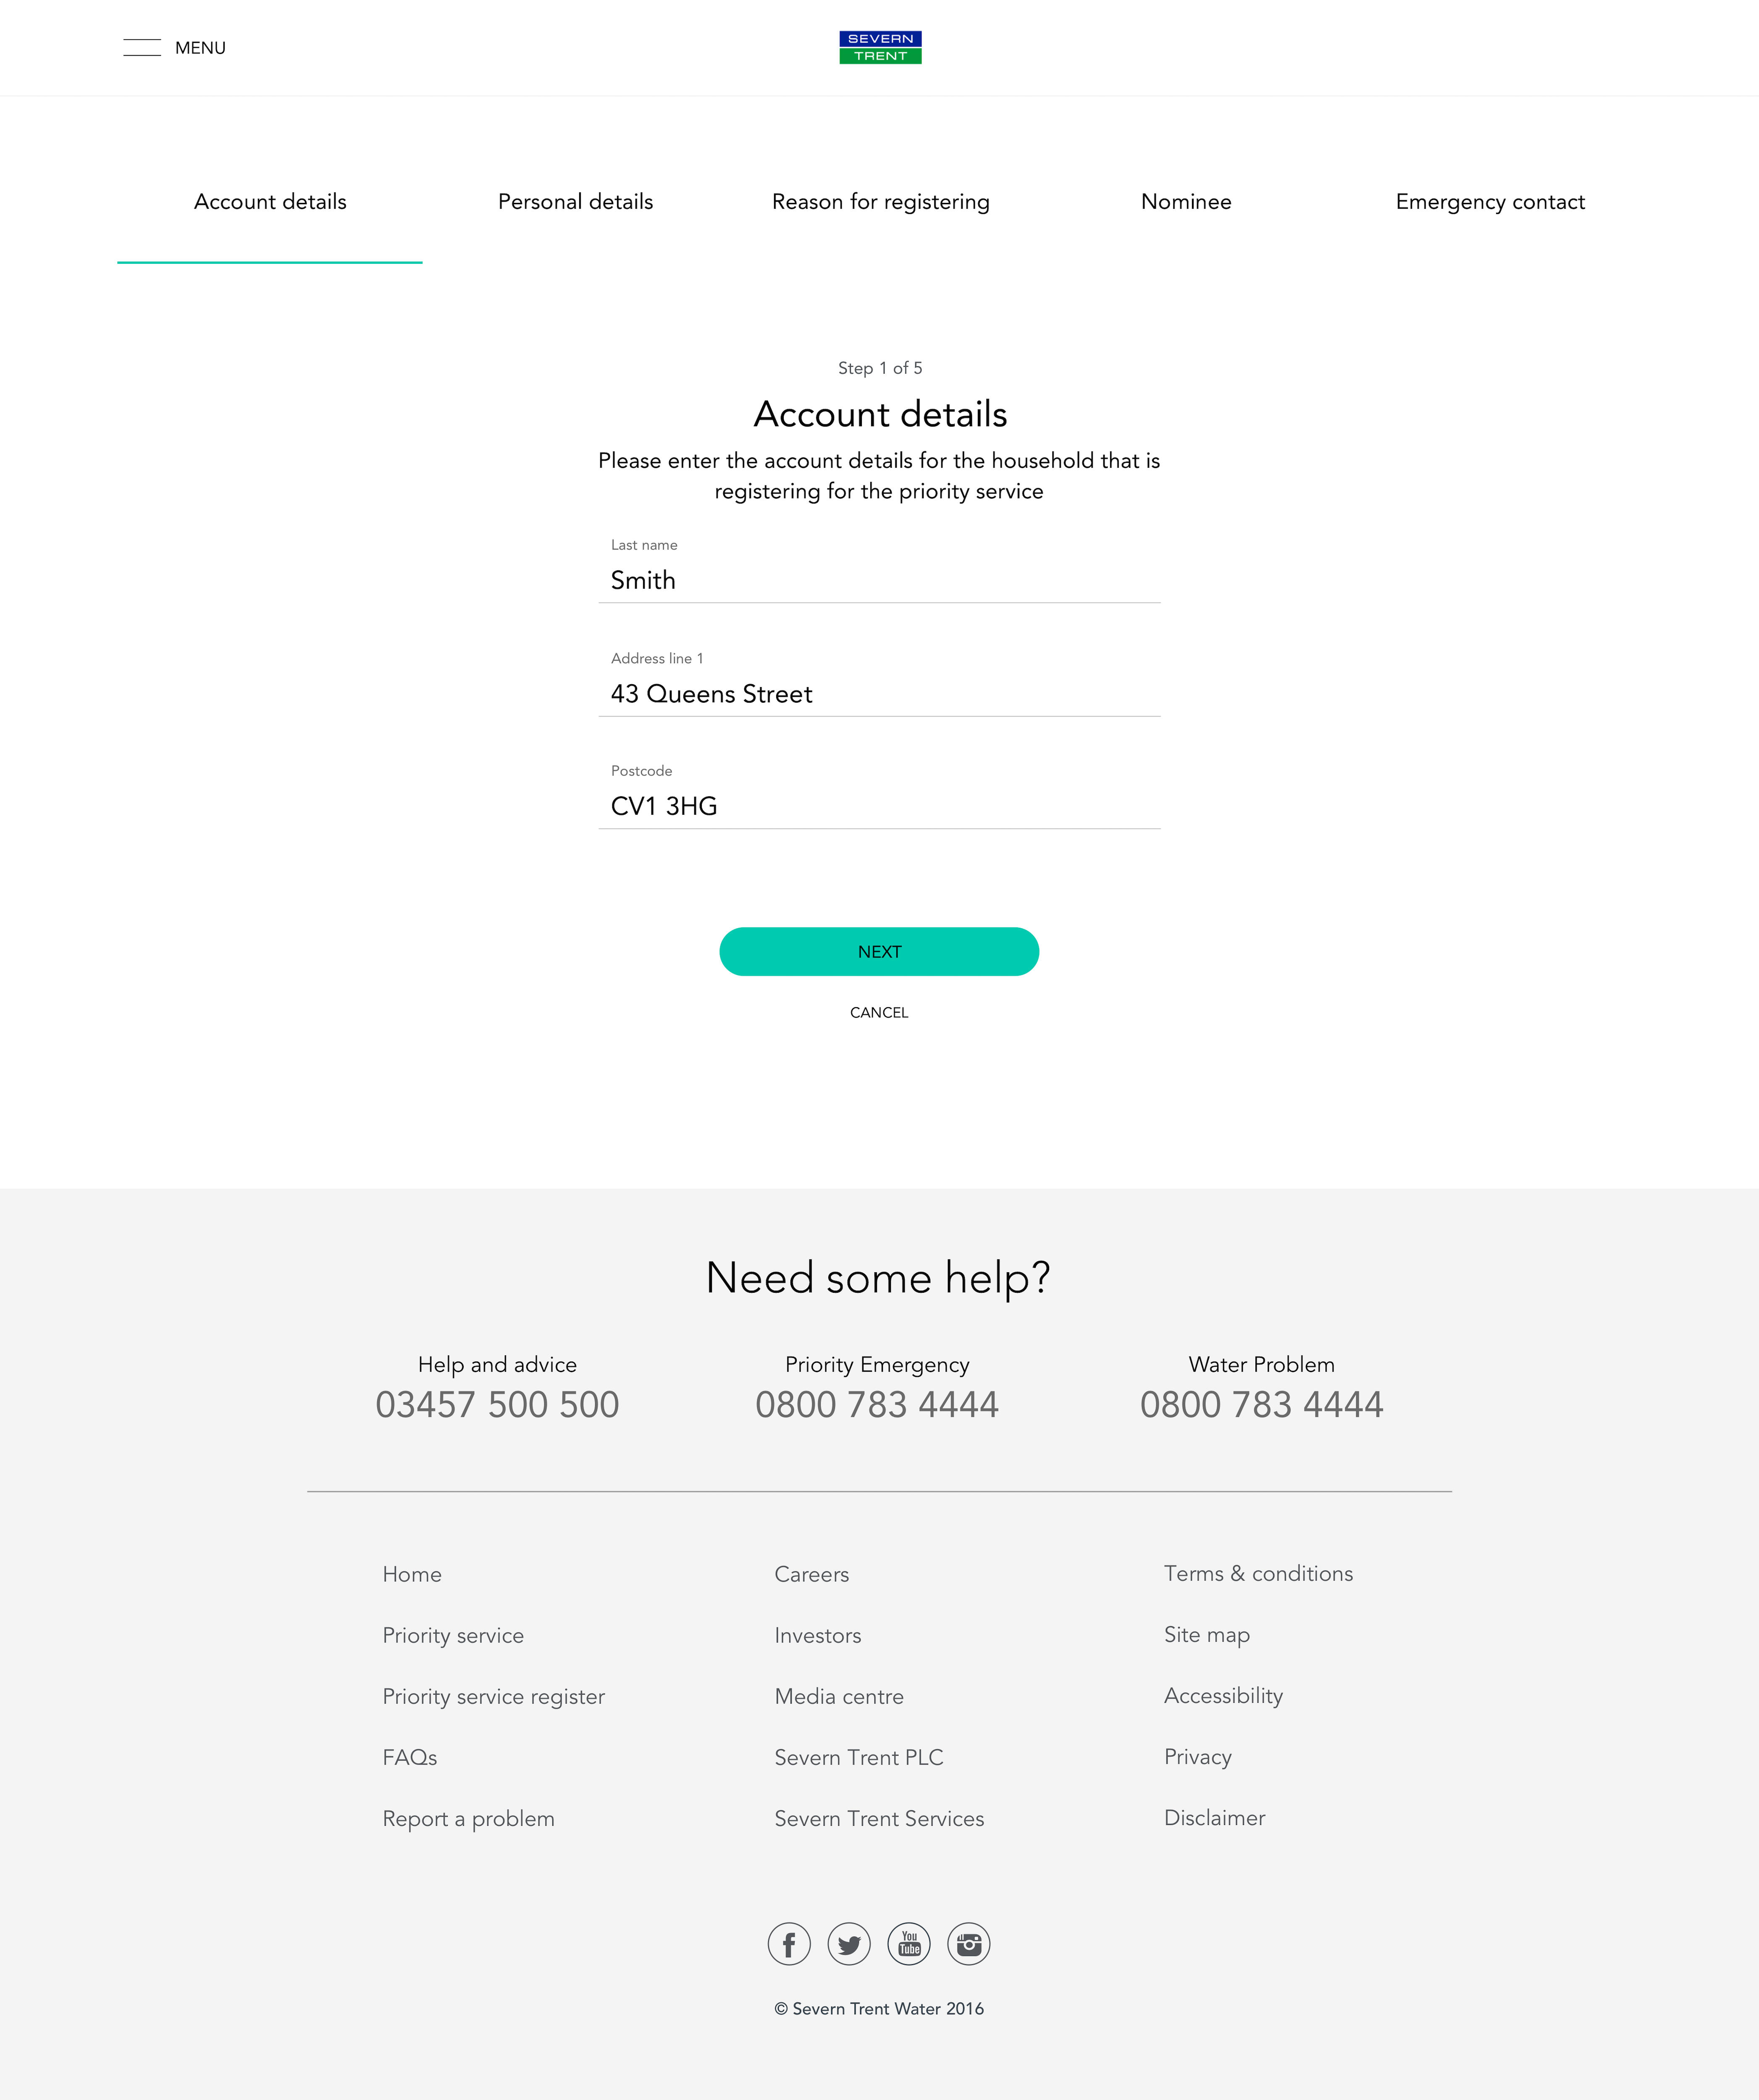 MENU
SEVERN
TRENT
Account details
Personal details
Reason for registering
Nominee
Emergency contact
Step 1 of 5
Account details
Please enter the account details for the household that is
registering for the priority service
Last name
Smith
Address line 1
43 Queens Street
Postcode
CV1 3HG
NEXT
CANCEL
Need some help?
Help and advice
03457 500 500
Priority Emergency
0800 783 4444
Water Problem
0800 783 4444
Home
Priority service
Priority service register
FAQs
Report a problem
Careers
Investors
Media centre
Severn Trent PLC
Severn Trent Services
Terms & conditions
Site map
Accessibility
Privacy
Disclaimer
You
Tube
© Severn Trent Water 2016